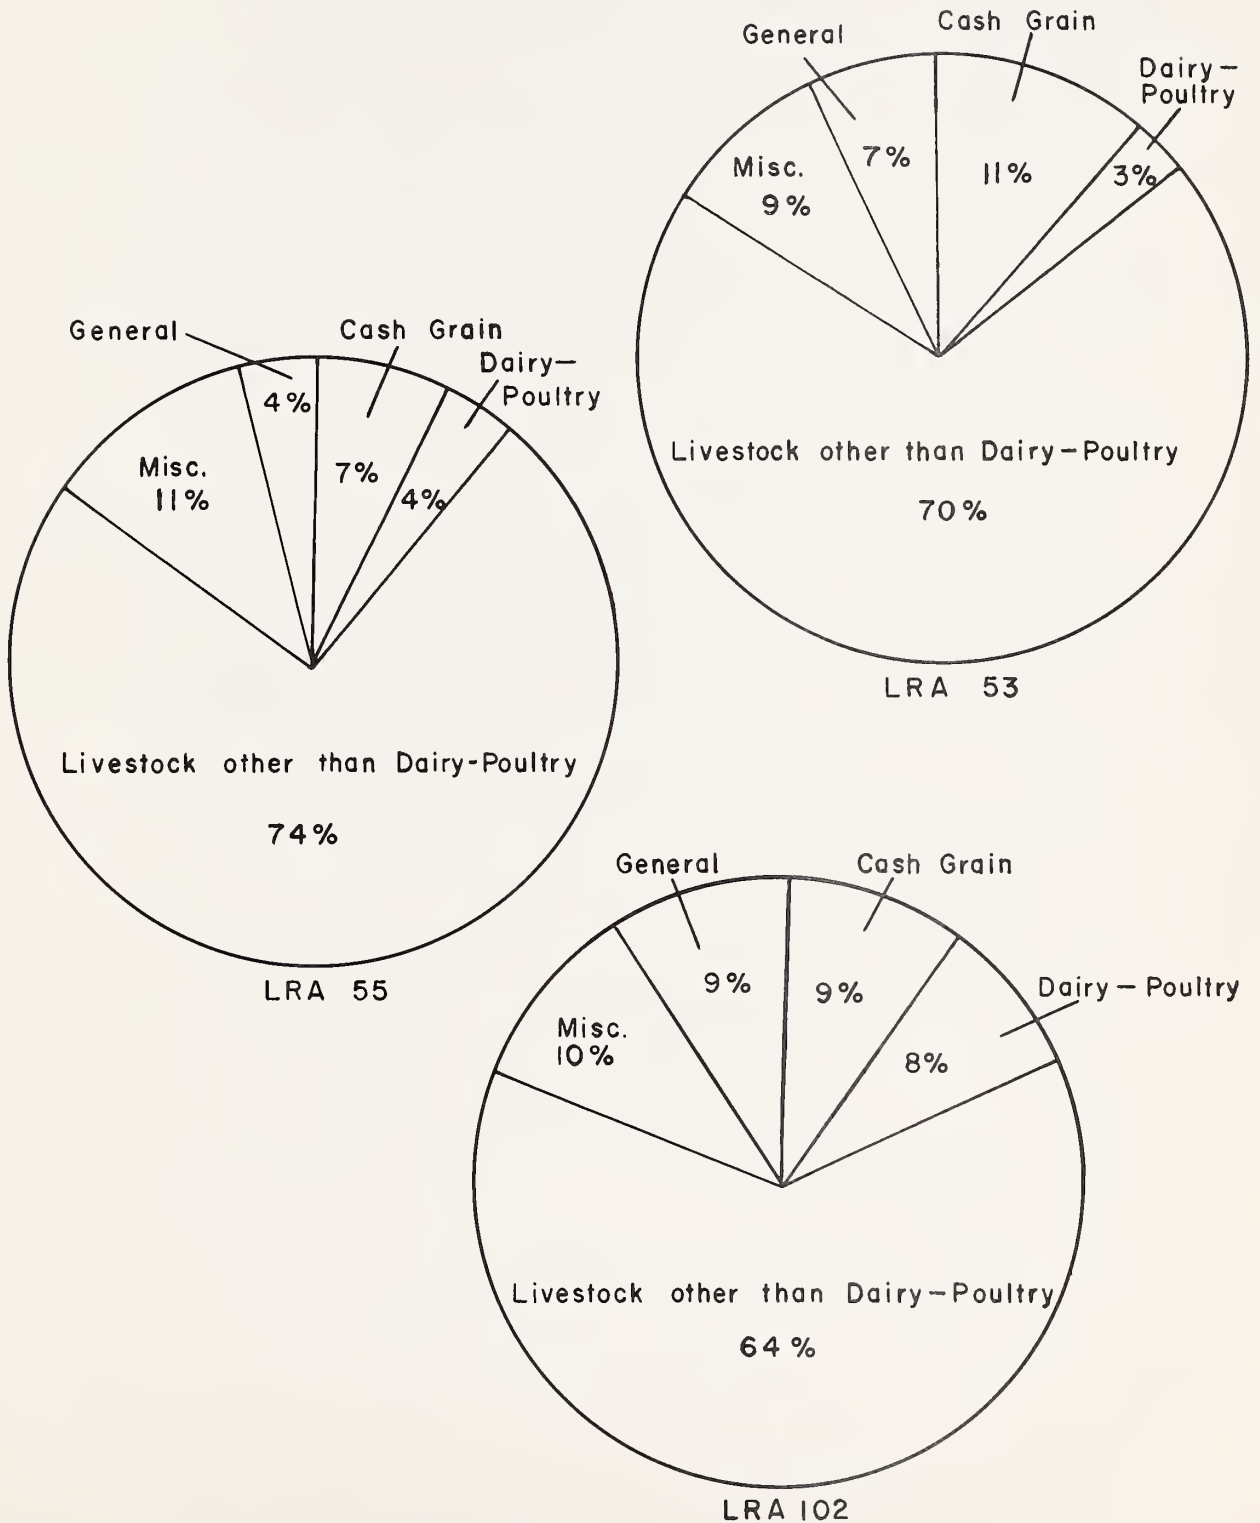 General
Cash Grain
Dairy–
Poultry
Misc.
9%
7%
11%
3%
Livestock other than Dairy–Poultry
70%
LRA 53
General
Cash Grain
Dairy–
Poultry
4%
Misc.
11%
7%
4%
Livestock other than Dairy-Poultry
74%
LRA 55
General
Cash Grain
Dairy – Poultry
9%
9%
Misc.
10%
8%
Livestock other than Dairy–Poultry
64%
LRA 102